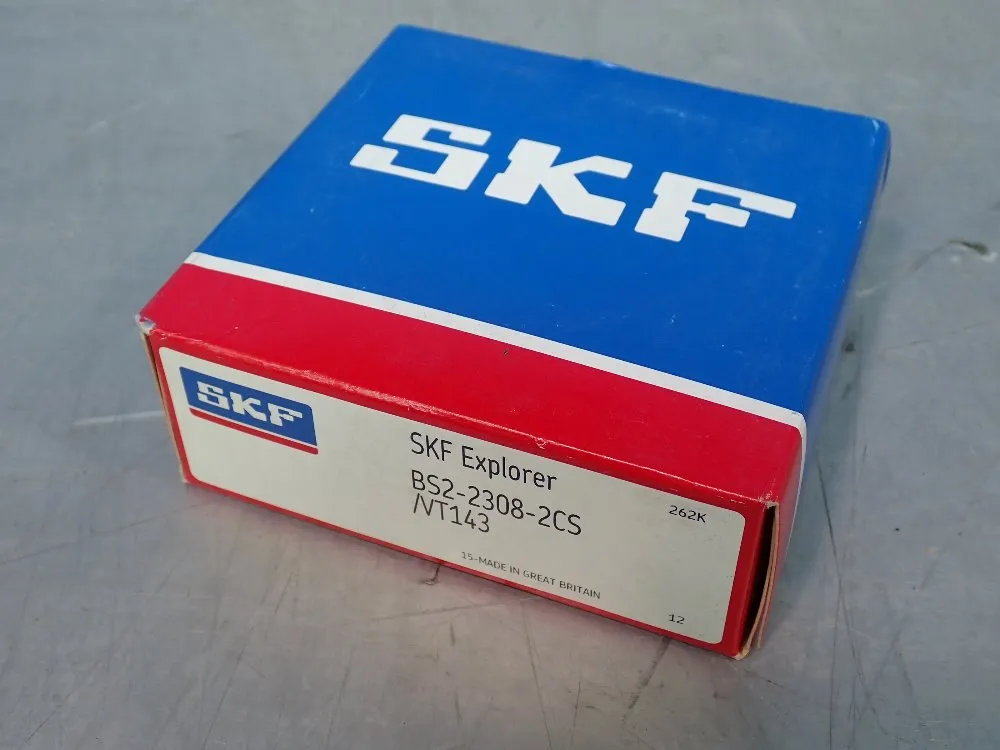 SKF
SKF
SKF Explorer
BS2-2308-2CS
/VT143
262K
15-MADE IN GREAT BRITAIN
12